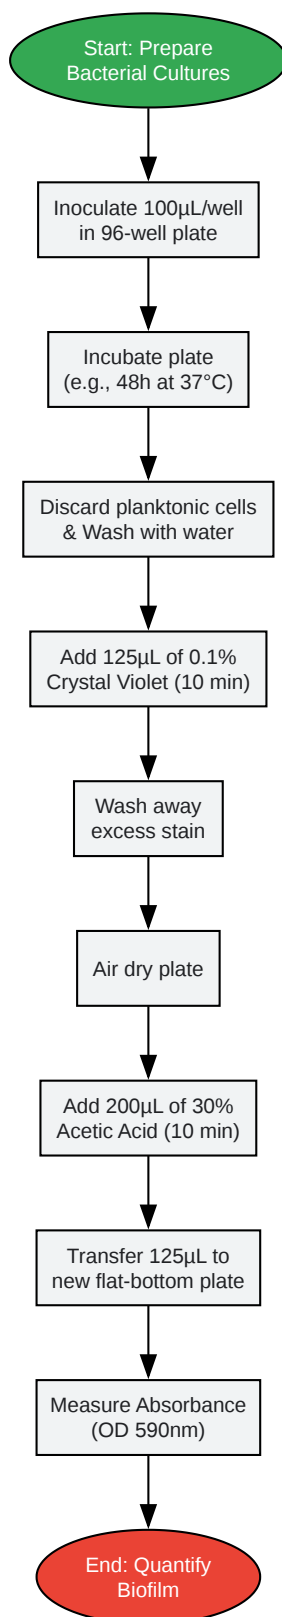 Start: Prepare
Bacterial Cultures
Inoculate 100µL/well
in 96-well plate
Incubate plate
(e.g., 48h at 37°C)
Discard planktonic cells
& Wash with water
Add 125µL of 0.1%
Crystal Violet (10 min)
Wash away
excess stain
Air dry plate
Add 200µL of 30%
Acetic Acid (10 min)
Transfer 125µL to
new flat-bottom plate
Measure Absorbance
(OD 590nm)
End: Quantify
Biofilm